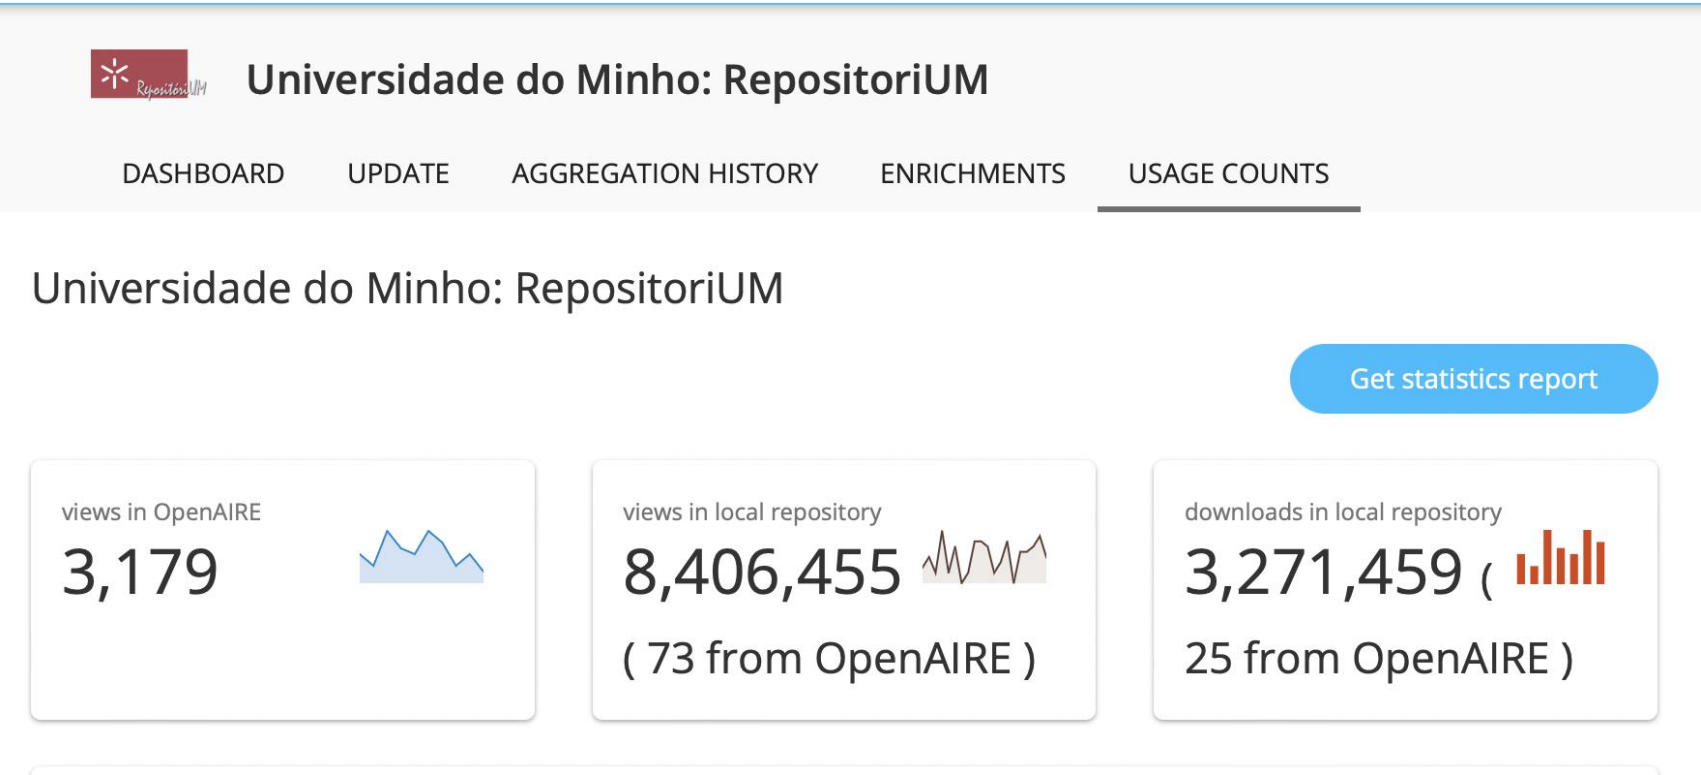 RepositóriUM
Universidade do Minho: RepositoriUM
DASHBOARD UPDATE AGGREGATION HISTORY ENRICHMENTS USAGE COUNTS
Universidade do Minho: RepositoriUM
Get statistics report
views in OpenAIRE
3,179
views in local repository
8,406,455
( 73 from OpenAIRE )
downloads in local repository
3,271,459 (
25 from OpenAIRE )